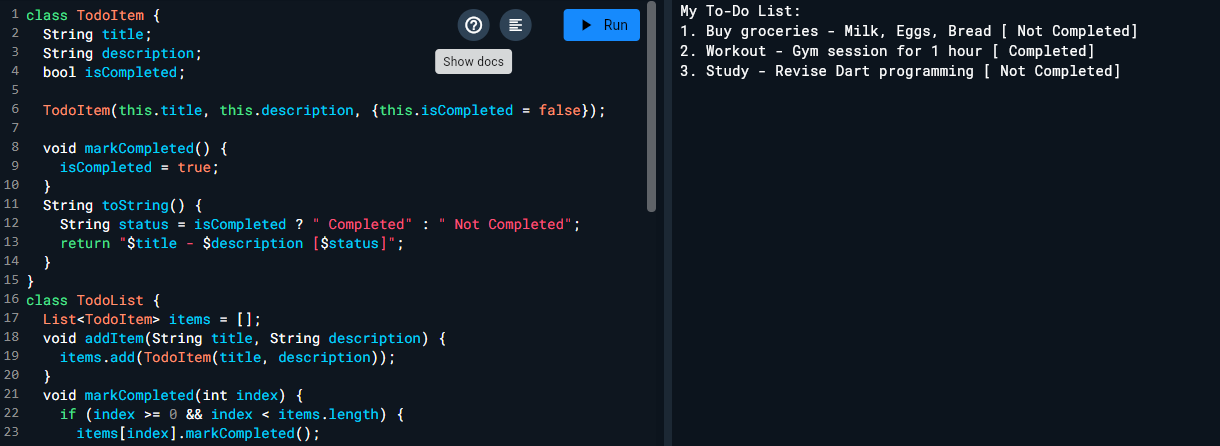 1 class TodoItem {
2   String title;
3   String description;
4   bool isCompleted;
5
6   TodoItem(this.title, this.description, {this.isCompleted = false});
7
8   void markCompleted() {
9     isCompleted = true;
10   }
11   String toString() {
12     String status = isCompleted ? " Completed" : " Not Completed";
13     return "$title - $description [$status]";
14   }
15 }
16 class TodoList {
17   List<TodoItem> items = [];
18   void addItem(String title, String description) {
19     items.add(TodoItem(title, description));
20   }
21   void markCompleted(int index) {
22     if (index >= 0 && index < items.length) {
23       items[index].markCompleted();
Run
Show docs
My To-Do List:
1. Buy groceries - Milk, Eggs, Bread [ Not Completed]
2. Workout - Gym session for 1 hour [ Completed]
3. Study - Revise Dart programming [ Not Completed]